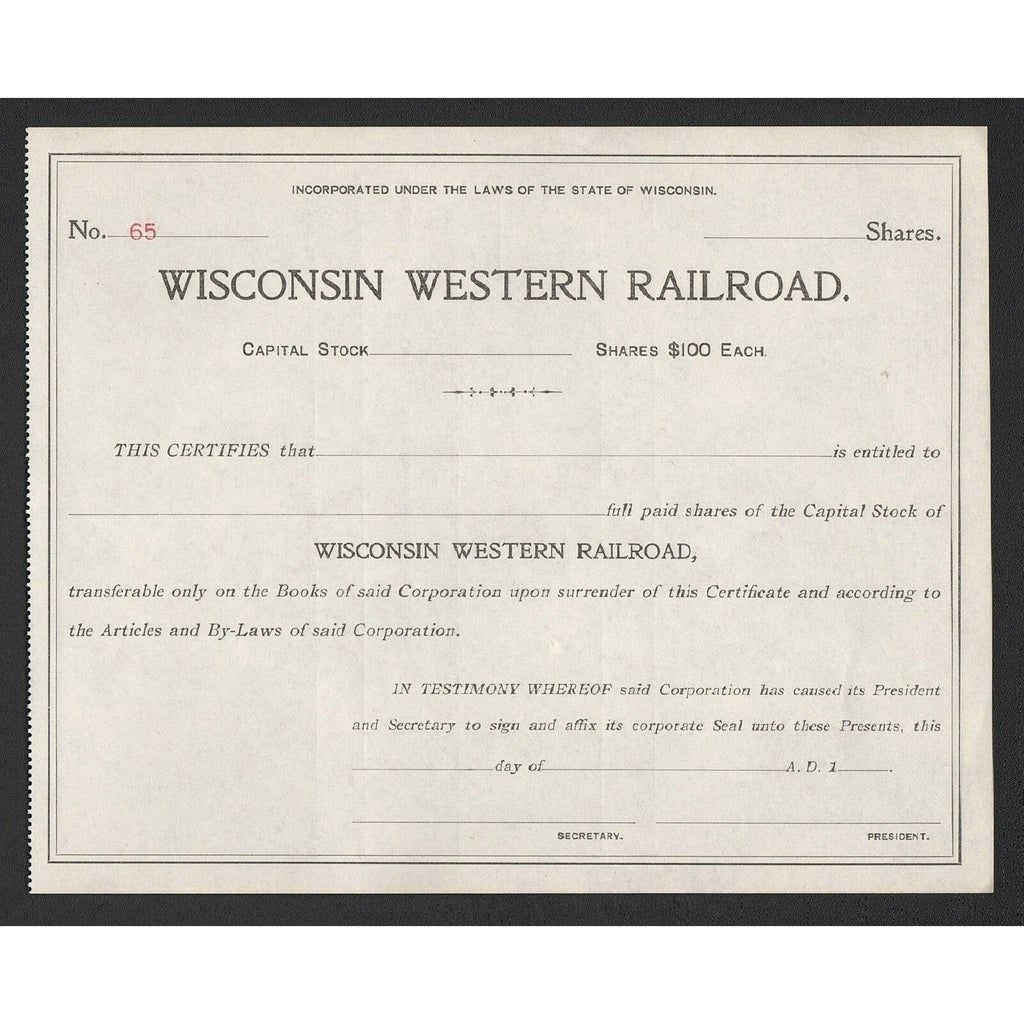 INCORPORATED UNDER THE LAWS OF THE STATE OF WISCONSIN.
No. 65 Shares.
WISCONSIN WESTERN RAILROAD.
CAPITAL STOCK SHARES $100 EACH.
THIS CERTIFIES that is entitled to
full paid shares of the Capital Stock of
WISCONSIN WESTERN RAILROAD,
transferable only on the Books of said Corporation upon surrender of this Certificate and according to
the Articles and By-Laws of said Corporation.
IN TESTIMONY WHEREOF said Corporation has caused its President
and Secretary to sign and affix its corporate Seal unto these Presents, this
day of A. D. 1 .
SECRETARY. PRESIDENT.